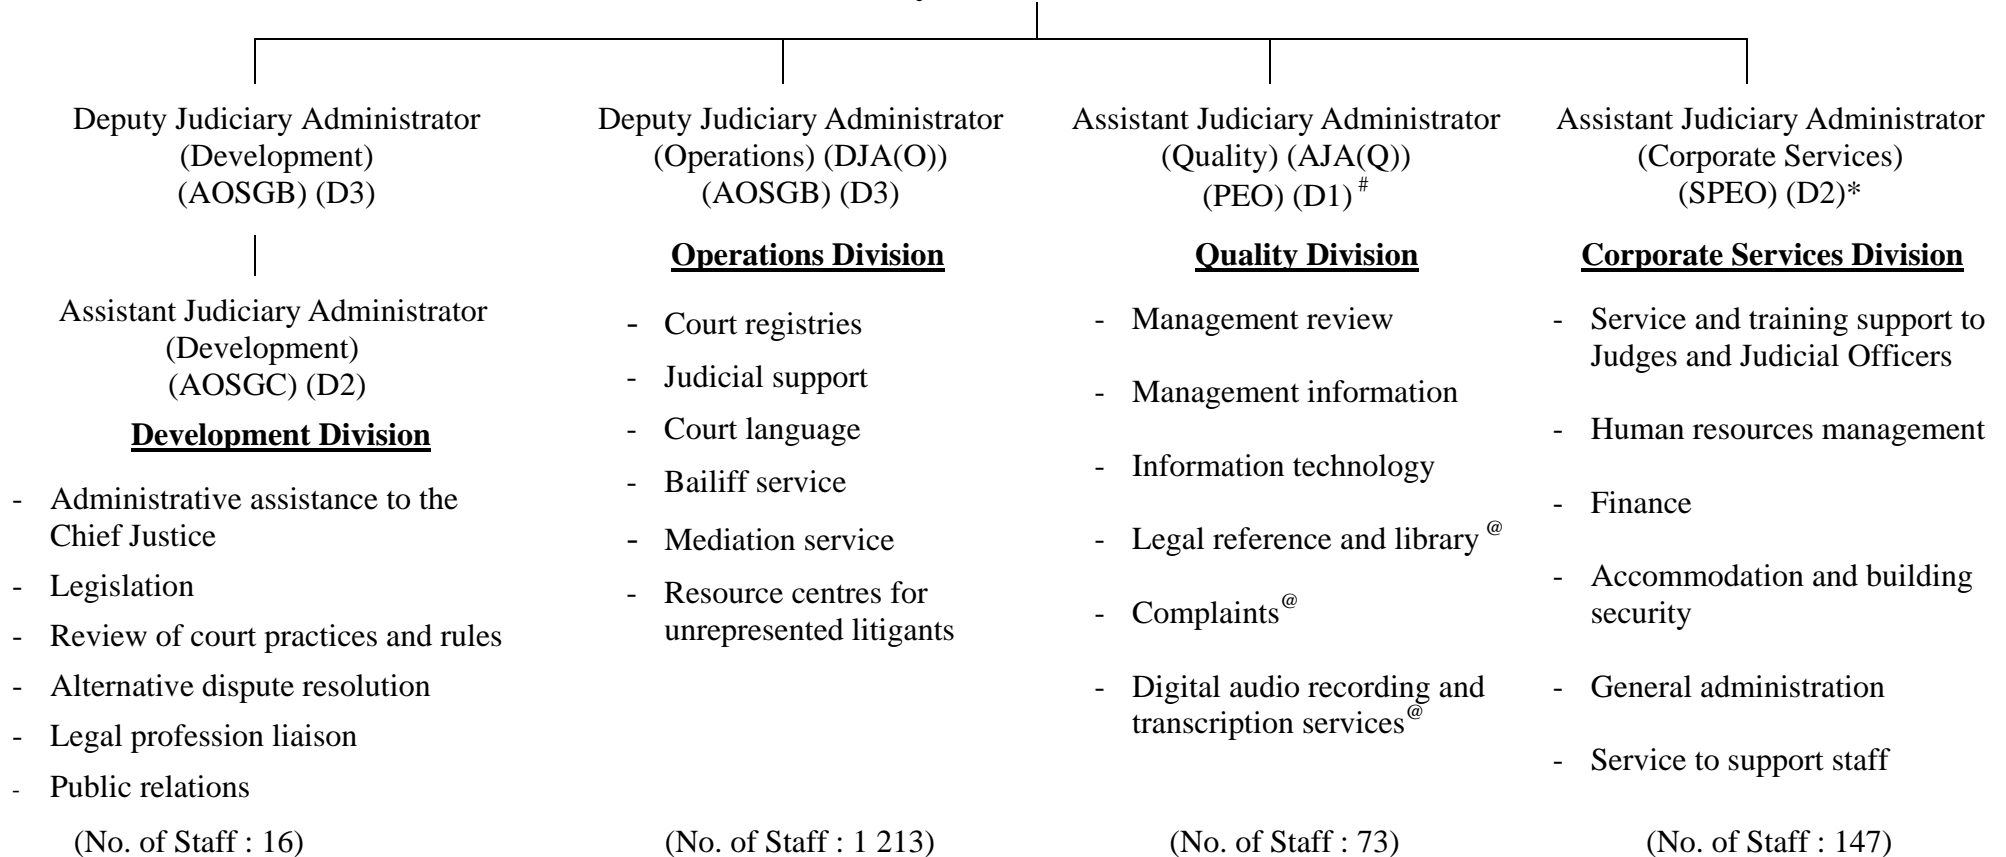 Deputy Judiciary Administrator
(Development)
(AOSGB) (D3)
Assistant Judiciary Administrator
(Development)
(AOSGC) (D2)
Development Division
- Administrative assistance to the
Chief Justice
- Legislation
- Review of court practices and rules
- Alternative dispute resolution
- Legal profession liaison
- Public relations
(No. of Staff : 16)
Deputy Judiciary Administrator
(Operations) (DJA(O))
(AOSGB) (D3)
Operations Division
- Court registries
- Judicial support
- Court language
- Bailiff service
- Mediation service
- Resource centres for
unrepresented litigants
(No. of Staff : 1 213)
Assistant Judiciary Administrator
(Quality) (AJA(Q))
(PEO) (D1) #
Quality Division
- Management review
- Management information
- Information technology
- Legal reference and library @
- Complaints@
- Digital audio recording and
transcription services@
(No. of Staff : 73)
Assistant Judiciary Administrator
(Corporate Services)
(SPEO) (D2)*
Corporate Services Division
- Service and training support to
Judges and Judicial Officers
- Human resources management
- Finance
- Accommodation and building
security
- General administration
- Service to support staff
(No. of Staff : 147)